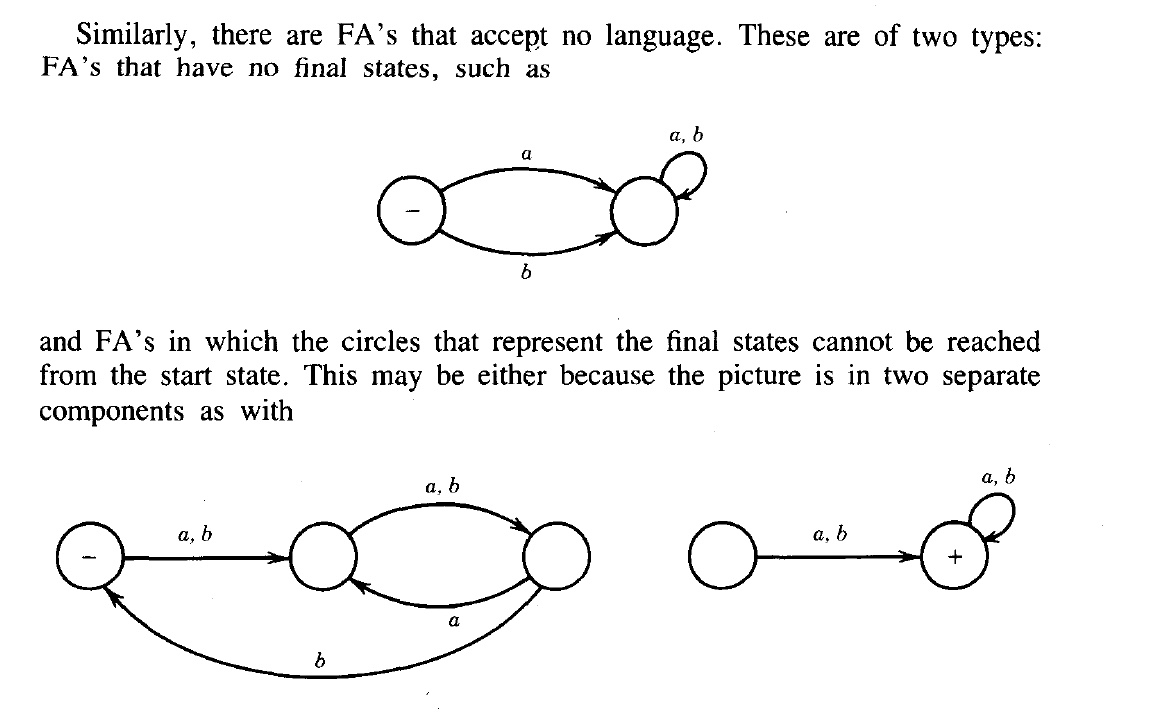 Similarly, there are FA's that accept no language. These are of two types:
FA's that have no final states, such as
a, b
a
−
b
and FA's in which the circles that represent the final states cannot be reached
from the start state. This may be either because the picture is in two separate
components as with
a, b
a, b
a, b
a, b
−
+
a
b